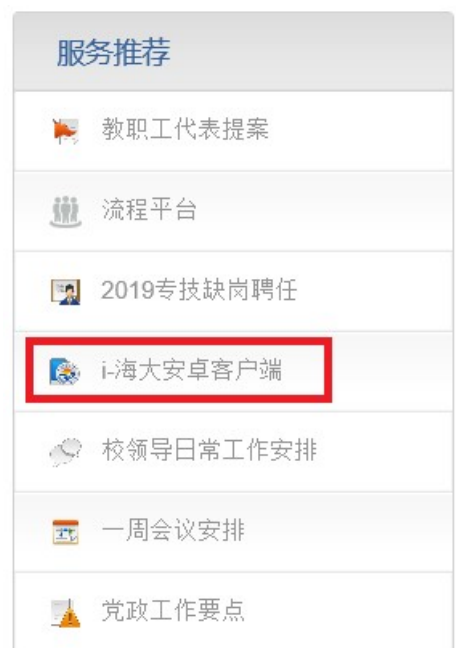 服务推荐
教职工代表提案
流程平台
2019专技缺岗聘任
i-海大安卓客户端
校领导日常工作安排
一周会议安排
党政工作要点